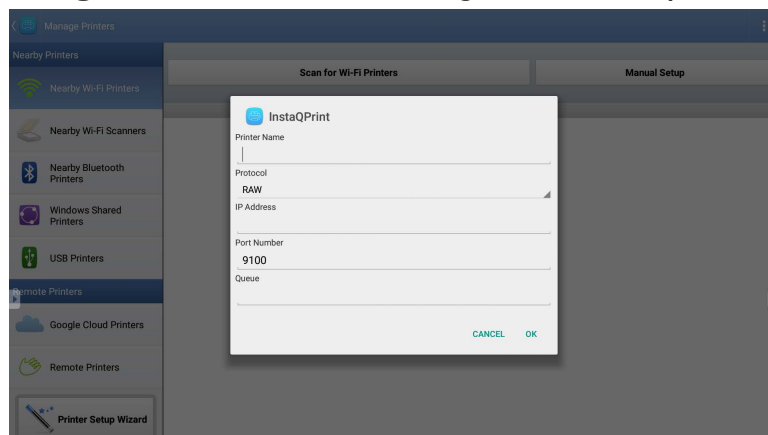 Manage Printers
Nearby Printers
Nearby Wi-Fi Printers
Nearby Wi-Fi Scanners
Nearby Bluetooth
Printers
Windows Shared
Printers
USB Printers
Remote Printers
Google Cloud Printers
Remote Printers
Printer Setup Wizard
Scan for Wi-Fi Printers
Manual Setup
InstaQPrint
Printer Name
Protocol
RAW
IP Address
Port Number
9100
Queue
CANCEL OK